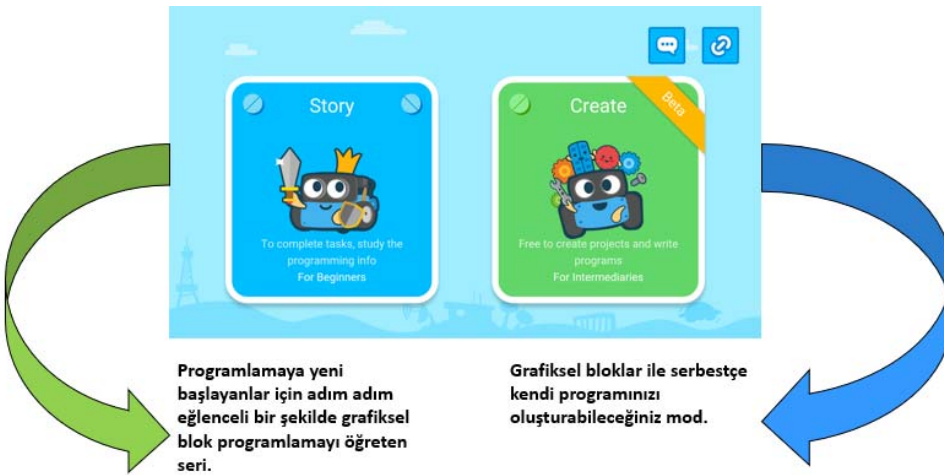 Story
To complete tasks, study the
programming info
For Beginners
Create
Beta
Free to create projects and write
programs
For Intermediaries
Programlamaya yeni
başlayanlar için adım adım
eğlenceli bir şekilde grafiksel
blok programlamayı öğreten
seri.
Grafiksel bloklar ile serbestçe
kendi programınızı
oluşturabileceğiniz mod.